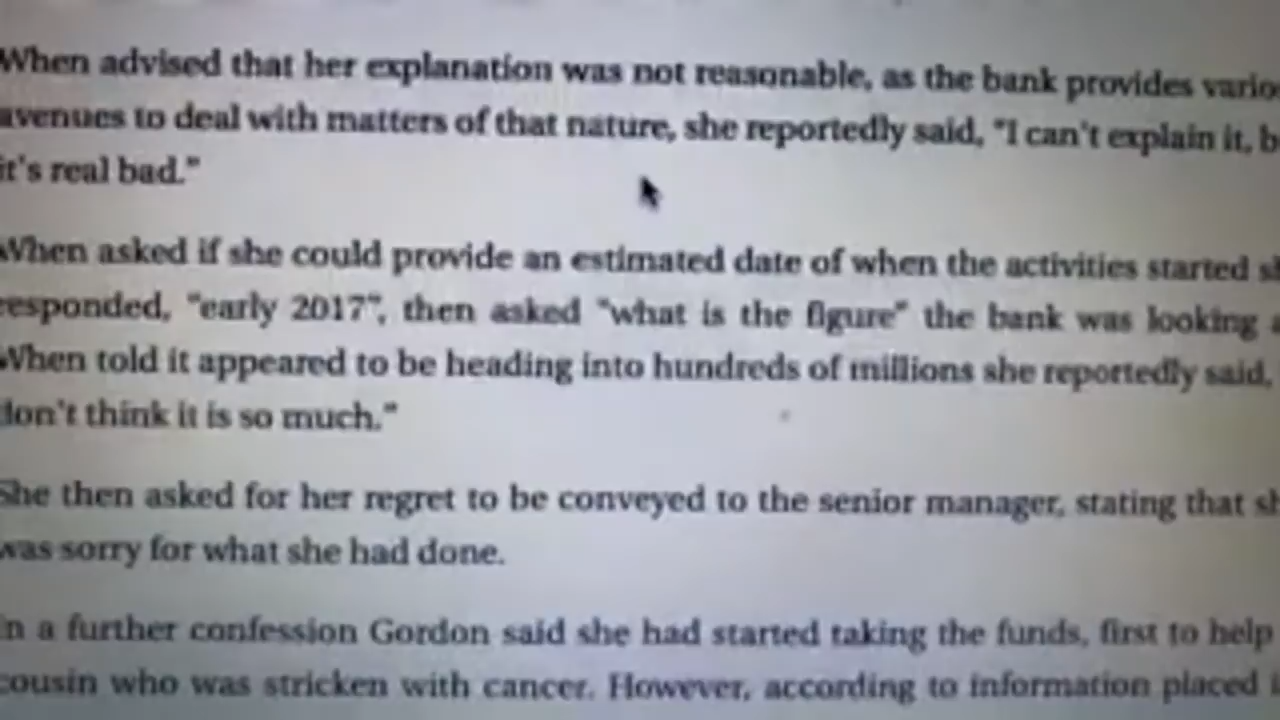 When advised that her explanation was not reasonable, as the bank provides
avenues to deal with matters of that nature, she reportedly said, "I can't explain it,
it's real bad."
When asked if she could provide an estimated date of when the activities started
responded, "early 2017", then asked "what is the figure" the bank was looking
When told it appeared to be heading into hundreds of millions she reportedly said,
don't think it is so much."
She then asked for her regret to be conveyed to the senior manager, stating that
was sorry for what she had done.
In a further confession Gordon said she had started taking the funds, first to help
cousin who was stricken with cancer. However, according to information placed